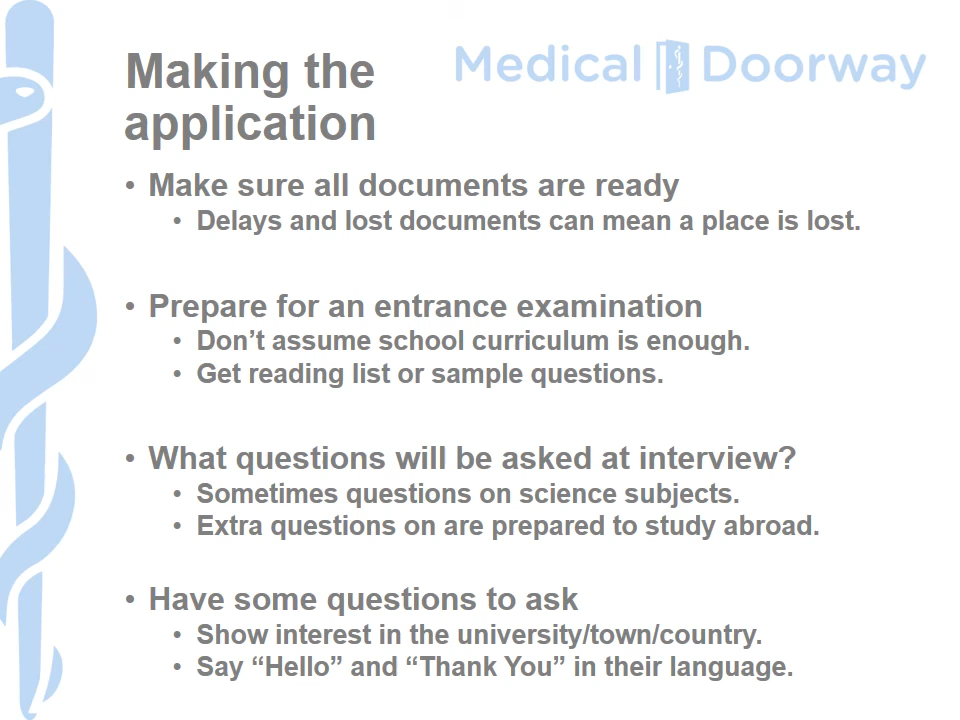 Making the
application
Medical Doorway
• Make sure all documents are ready
• Delays and lost documents can mean a place is lost.
• Prepare for an entrance examination
• Don’t assume school curriculum is enough.
• Get reading list or sample questions.
• What questions will be asked at interview?
• Sometimes questions on science subjects.
• Extra questions on are prepared to study abroad.
• Have some questions to ask
• Show interest in the university/town/country.
• Say “Hello” and “Thank You” in their language.